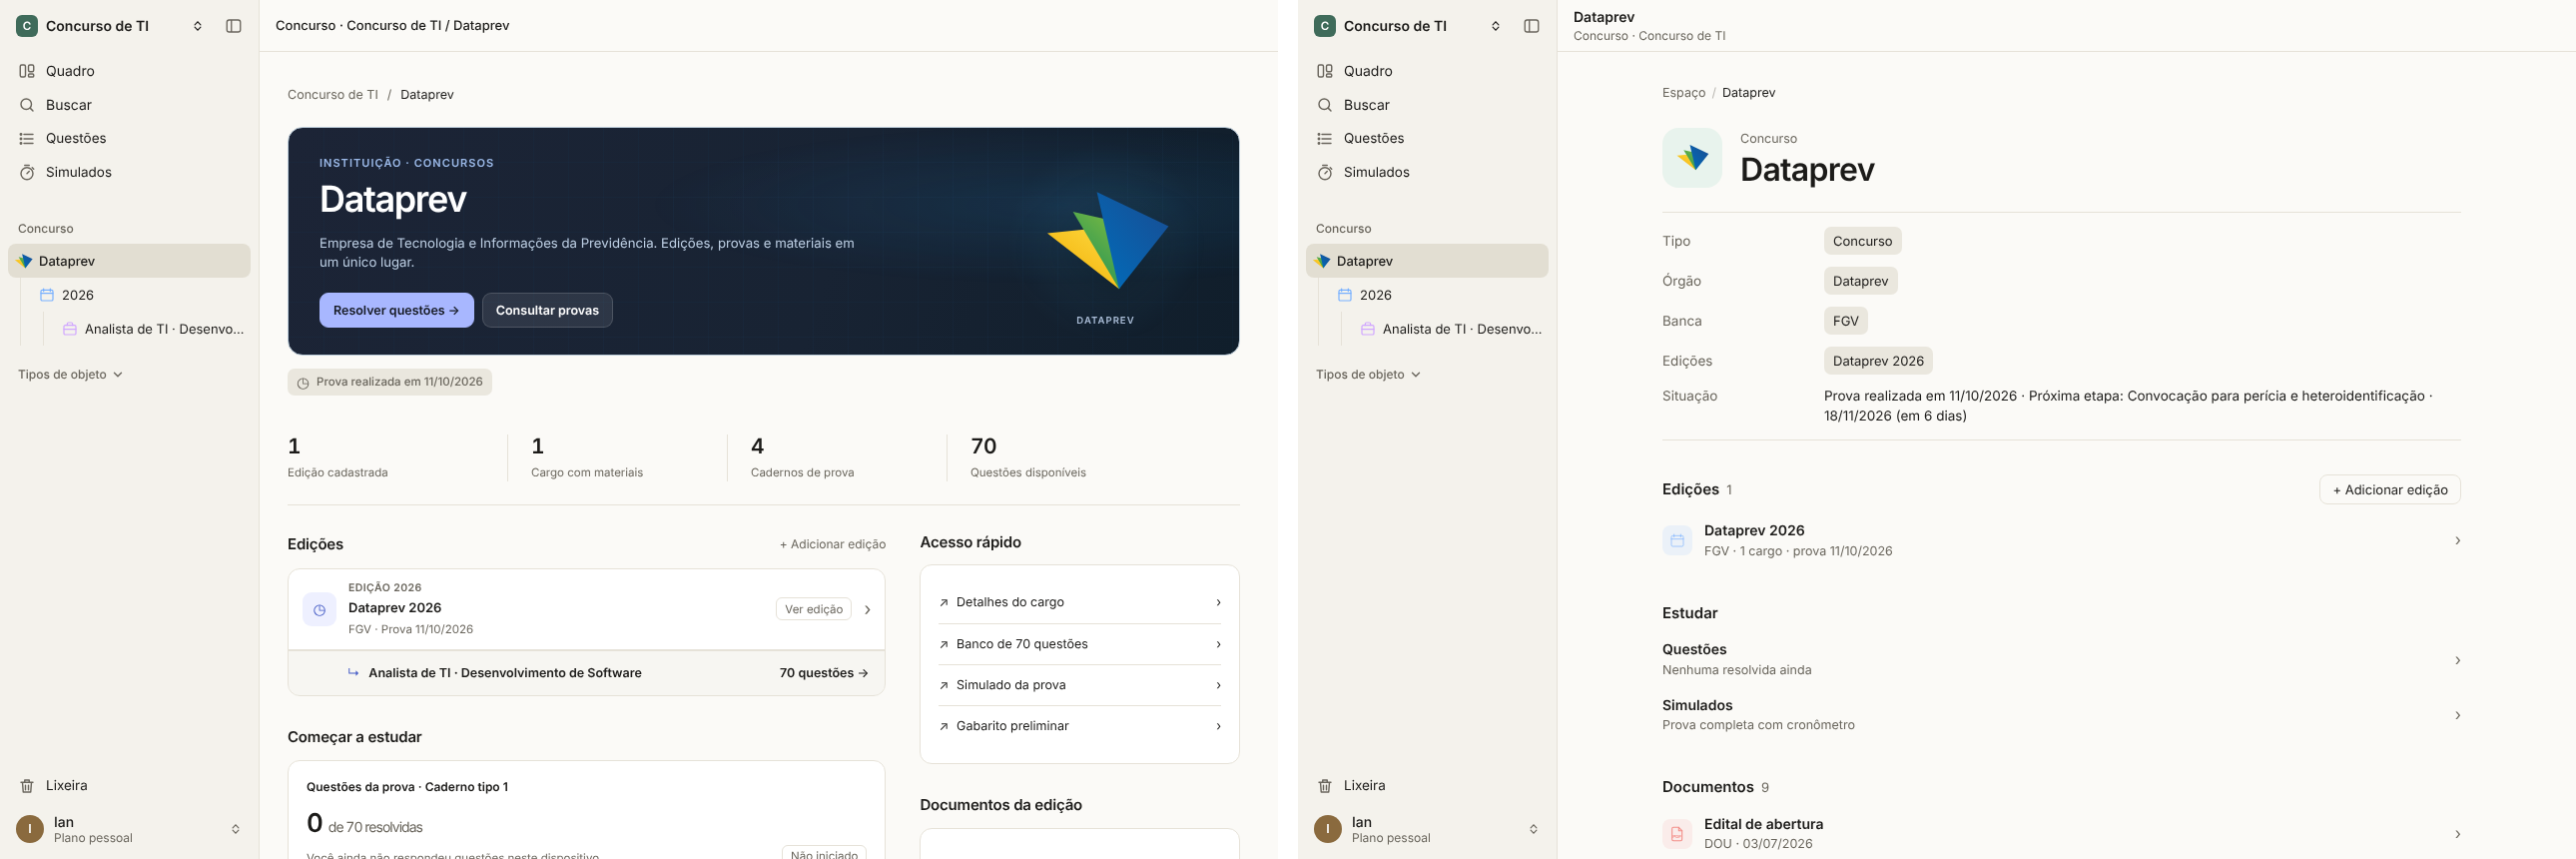 C Concurso de TI
Quadro
Buscar
Questões
Simulados
Concurso
Dataprev
2026
Analista de TI · Desenvo...
Tipos de objeto
Lixeira
I
Ian
Plano pessoal
Concurso · Concurso de TI / Dataprev
Concurso de TI / Dataprev
INSTITUIÇÃO · CONCURSOS
Dataprev
Empresa de Tecnologia e Informações da Previdência. Edições, provas e materiais em
um único lugar.
Resolver questões → Consultar provas
DATAPREV
Prova realizada em 11/10/2026
1
Edição cadastrada
1
Cargo com materiais
4
Cadernos de prova
70
Questões disponíveis
Edições + Adicionar edição
EDIÇÃO 2026
Dataprev 2026
FGV · Prova 11/10/2026
Ver edição ›
↳ Analista de TI · Desenvolvimento de Software 70 questões →
Começar a estudar
Questões da prova · Caderno tipo 1
0 de 70 resolvidas
Você ainda não respondeu questões neste dispositivo
Não iniciado
Acesso rápido
↗ Detalhes do cargo ›
↗ Banco de 70 questões ›
↗ Simulado da prova ›
↗ Gabarito preliminar ›
Documentos da edição
C Concurso de TI
Quadro
Buscar
Questões
Simulados
Concurso
Dataprev
2026
Analista de TI · Desenvo...
Tipos de objeto
Lixeira
I
Ian
Plano pessoal
Dataprev
Concurso · Concurso de TI
Espaço / Dataprev
Concurso
Dataprev
Tipo Concurso
Órgão Dataprev
Banca FGV
Edições Dataprev 2026
Situação Prova realizada em 11/10/2026 · Próxima etapa: Convocação para perícia e heteroidentificação ·
18/11/2026 (em 6 dias)
Edições 1 + Adicionar edição
Dataprev 2026
FGV · 1 cargo · prova 11/10/2026 ›
Estudar
Questões
Nenhuma resolvida ainda ›
Simulados
Prova completa com cronômetro ›
Documentos 9
Edital de abertura
DOU · 03/07/2026 ›